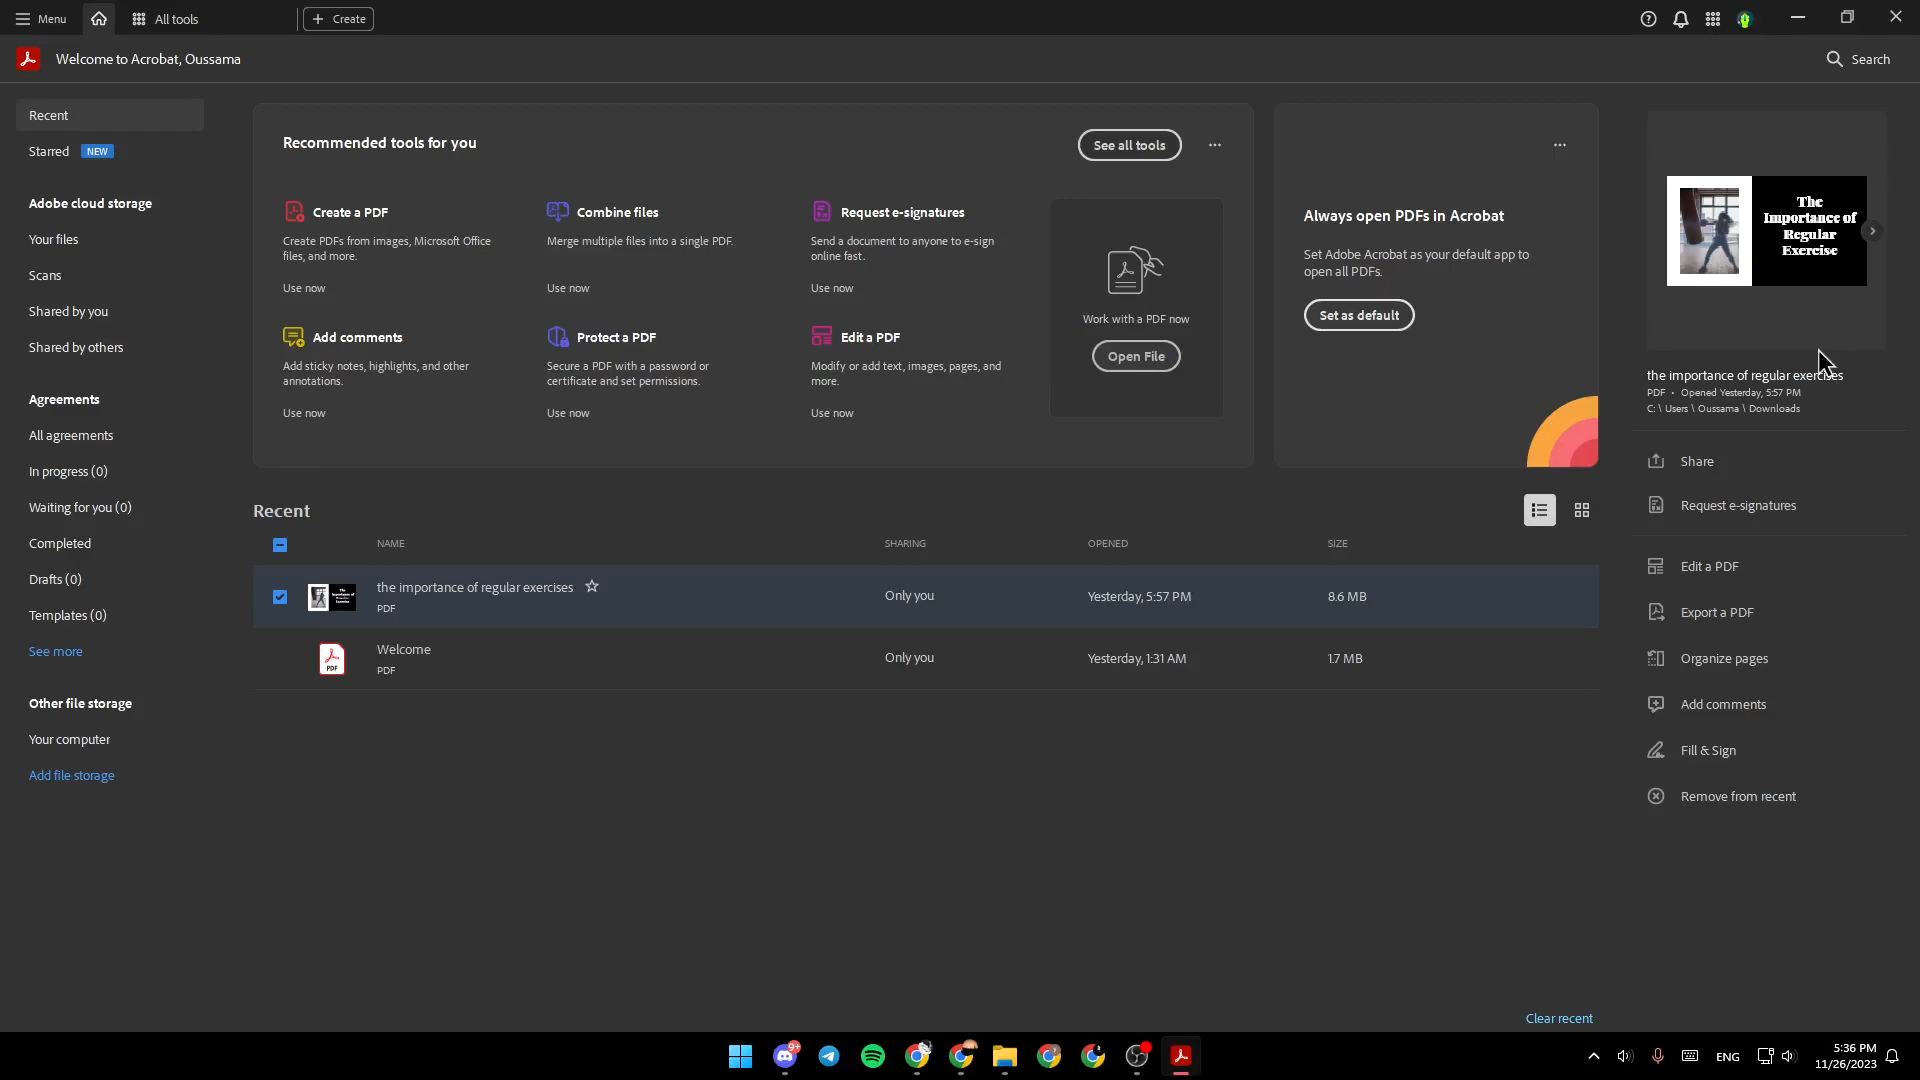 Menu
All tools
Create
Welcome to Acrobat, Oussama
Search
Recent
Starred NEW
Adobe cloud storage
Your files
Scans
Shared by you
Shared by others
Agreements
All agreements
In progress (0)
Waiting for you (0)
Completed
Drafts (0)
Templates (0)
See more
Other file storage
Your computer
Add file storage
Recommended tools for you
See all tools
Create a PDF
Create PDFs from images, Microsoft Office
files, and more.
Use now
Combine files
Merge multiple files into a single PDF.
Use now
Request e-signatures
Send a document to anyone to e-sign
online fast.
Use now
Add comments
Add sticky notes, highlights, and other
annotations.
Use now
Protect a PDF
Secure a PDF with a password or
certificate and set permissions.
Use now
Edit a PDF
Modify or add text, images, pages, and
more.
Use now
Work with a PDF now
Open File
Always open PDFs in Acrobat
Set Adobe Acrobat as your default app to
open all PDFs.
Set as default
Recent
NAME SHARING OPENED SIZE
the importance of regular exercises
PDF
Only you
Yesterday, 5:57 PM
8.6 MB
Welcome
PDF
Only you
Yesterday, 1:31 AM
1.7 MB
Clear recent
The
Importance of
Regular
Exercise
the importance of regular exercises
PDF • Opened Yesterday, 5:57 PM
C: \ Users \ Oussama \ Downloads
Share
Request e-signatures
Edit a PDF
Export a PDF
Organize pages
Add comments
Fill & Sign
Remove from recent
9+
ENG
5:36 PM
11/26/2023